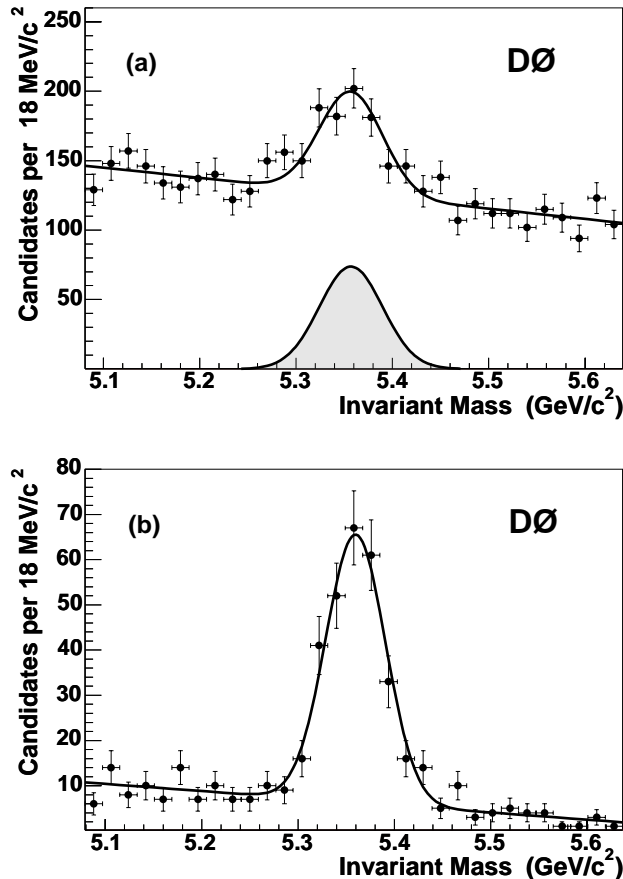 Candidates per 18 MeV/c²
(a)
DØ
250
200
150
100
50
5.1 5.2 5.3 5.4 5.5 5.6
Invariant Mass (GeV/c²)
Candidates per 18 MeV/c²
(b)
DØ
80
70
60
50
40
30
20
10
5.1 5.2 5.3 5.4 5.5 5.6
Invariant Mass (GeV/c²)